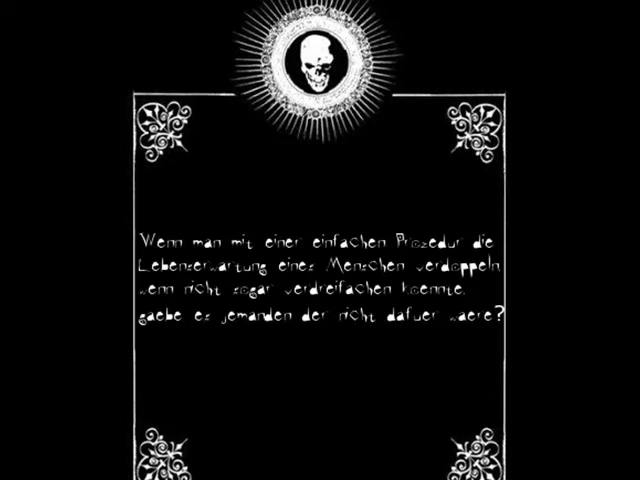 Wenn man mit einer einfachen Prozedur die
Lebenserwartung eines Menschen verdoppeln
wenn nicht sogar verdreifachen koennte,
gaebe es jemanden der nicht dafuer waere?